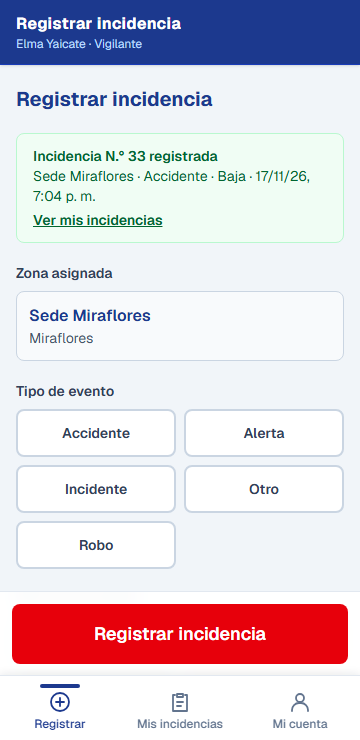 Registrar incidencia
Elma Yaicate · Vigilante
Registrar incidencia
Incidencia N.° 33 registrada
Sede Miraflores · Accidente · Baja · 17/11/26,
7:04 p. m.
Ver mis incidencias
Zona asignada
Sede Miraflores
Miraflores
Tipo de evento
Accidente
Alerta
Incidente
Otro
Robo
Registrar incidencia
Registrar
Mis incidencias
Mi cuenta